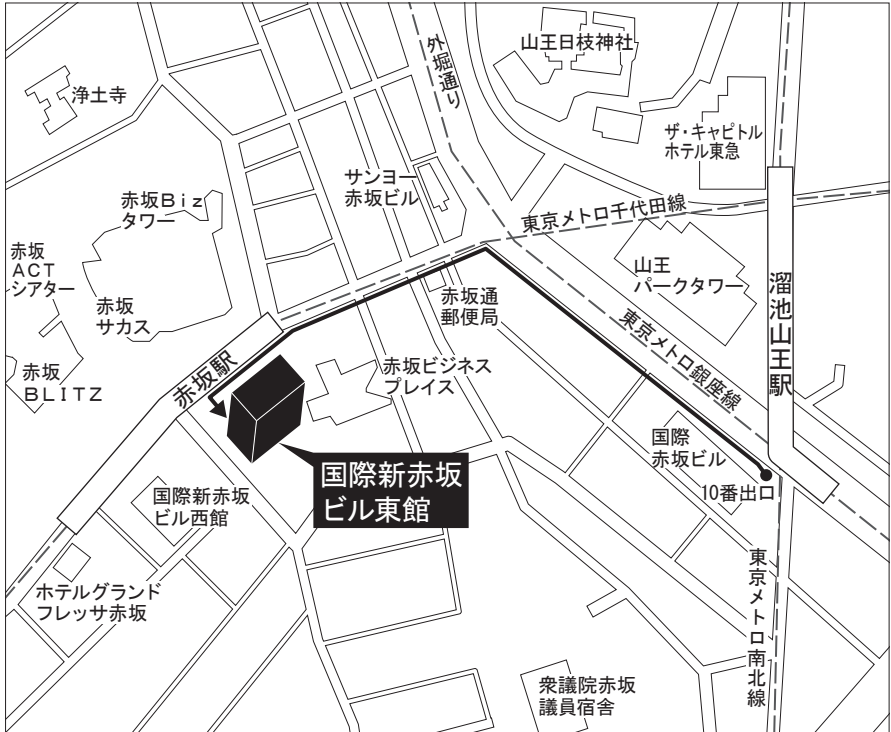 山王日枝神社
外堀通り
浄土寺
ザ・キャピトル
ホテル東急
サンヨー
赤坂ビル
赤坂Biz
タワー
東京メトロ千代田線
赤坂
ACT
シアター
山王
パークタワー
溜池山王駅
赤坂
サカス
赤坂通
郵便局
東京メトロ銀座線
赤坂駅
赤坂
BLITZ
赤坂ビジネス
プレイス
国際
赤坂ビル
国際新赤坂
ビル東館
10番出口
国際新赤坂
ビル西館
東京メトロ南北線
ホテルグランド
フレッサ赤坂
衆議院赤坂
議員宿舎